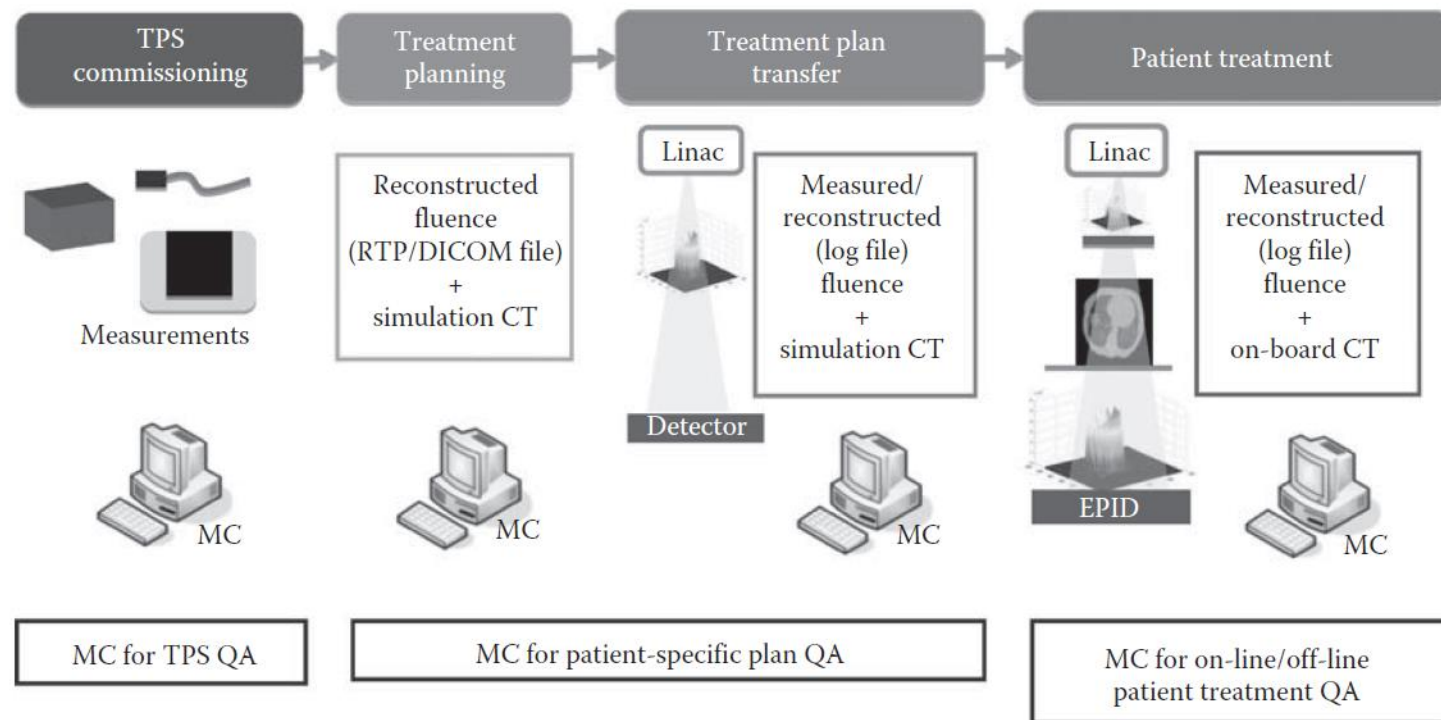 TPS
commissioning
Treatment
planning
Treatment plan
transfer
Patient treatment
Measurements
MC
Reconstructed
fluence
(RTP/DICOM file)
+
simulation CT
MC
Linac
Detector
Measured/
reconstructed
(log file)
fluence
+
simulation CT
MC
Linac
EPID
Measured/
reconstructed
(log file)
fluence
+
on-board CT
MC
MC for TPS QA
MC for patient-specific plan QA
MC for on-line/off-line
patient treatment QA